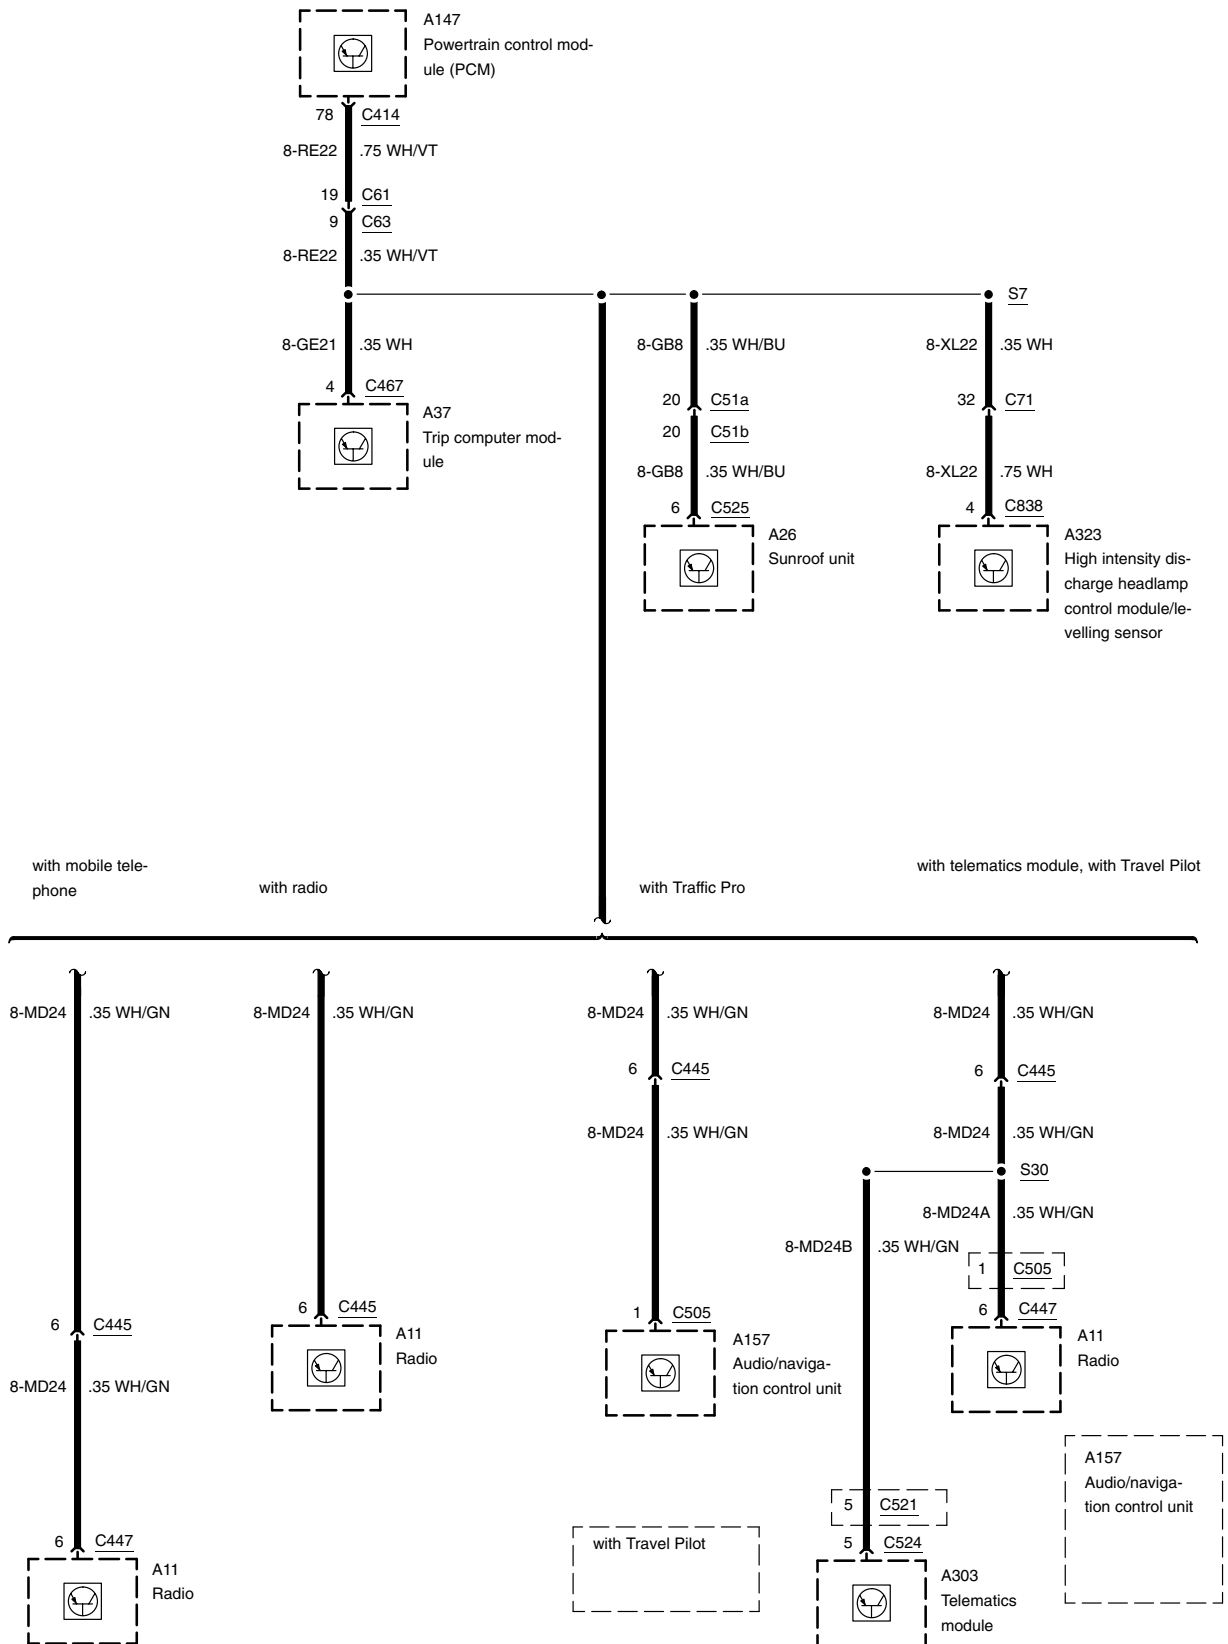 A147
Powertrain control mod-
ule (PCM)
78 C414
8-RE22 .75 WH/VT
19 C61
9 C63
8-RE22 .35 WH/VT
S7
8-GE21 .35 WH
8-GB8 .35 WH/BU
8-XL22 .35 WH
4 C467
20 C51a
32 C71
A37
Trip computer mod-
ule
20 C51b
8-GB8 .35 WH/BU
8-XL22 .75 WH
6 C525
4 C838
A26
Sunroof unit
A323
High intensity dis-
charge headlamp
control module/le-
velling sensor
with mobile tele-
phone
with radio
with Traffic Pro
with telematics module, with Travel Pilot
8-MD24 .35 WH/GN
8-MD24 .35 WH/GN
8-MD24 .35 WH/GN
8-MD24 .35 WH/GN
6 C445
6 C445
8-MD24 .35 WH/GN
8-MD24 .35 WH/GN
S30
8-MD24A .35 WH/GN
8-MD24B .35 WH/GN
1 C505
6 C445
6 C445
1 C505
6 C447
A11
Radio
A157
Audio/naviga-
tion control unit
A11
Radio
8-MD24 .35 WH/GN
A157
Audio/naviga-
tion control unit
5 C521
with Travel Pilot
6 C447
5 C524
A11
Radio
A303
Telematics
module